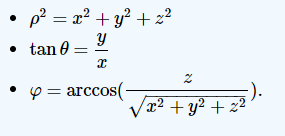 • ρ² = x² + y² + z²
• tan θ = y/x
• φ = arccos(z/√(x² + y² + z²)).